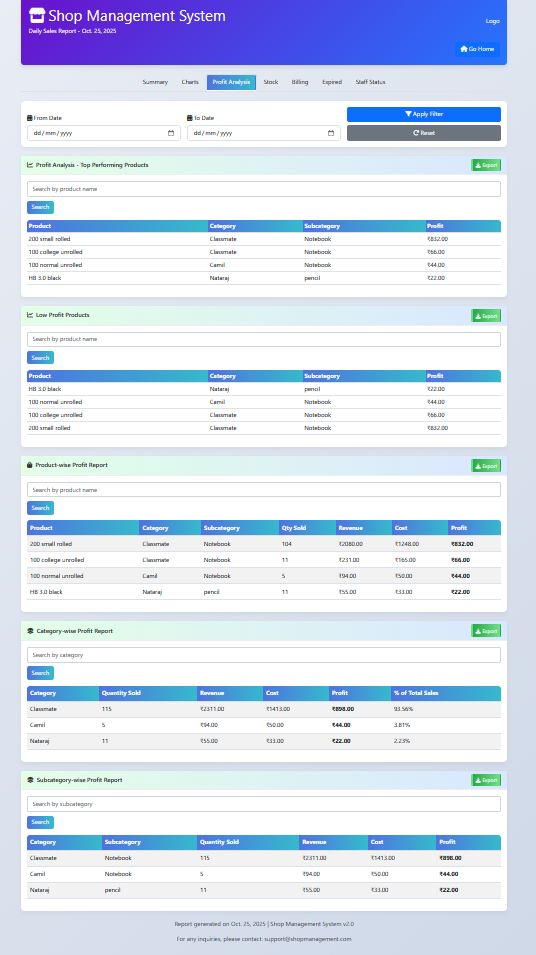 Shop Management System
Daily Sales Report - Oct. 25, 2025
Logo
Go Home
Summary Charts Profit Analysis Stock Billing Expired Staff Status
From Date To Date Apply Filter
dd/mm/yyyy dd/mm/yyyy Reset
Profit Analysis - Top Performing Products Export
Search by product name
Search
Product Category Subcategory Profit
200 small rolled Classmate Notebook ₹832.00
100 college unrolled Classmate Notebook ₹66.00
100 normal unrolled Camil Notebook ₹44.00
HB 3.0 black Nataraj pencil ₹22.00
Low Profit Products Export
Search by product name
Search
Product Category Subcategory Profit
HB 3.0 black Nataraj pencil ₹22.00
100 normal unrolled Camil Notebook ₹44.00
100 college unrolled Classmate Notebook ₹66.00
200 small rolled Classmate Notebook ₹832.00
Product-wise Profit Report Export
Search by product name
Search
Product Category Subcategory Qty Sold Revenue Cost Profit
200 small rolled Classmate Notebook 104 ₹2080.00 ₹1248.00 ₹832.00
100 college unrolled Classmate Notebook 11 ₹231.00 ₹165.00 ₹66.00
100 normal unrolled Camil Notebook 5 ₹94.00 ₹50.00 ₹44.00
HB 3.0 black Nataraj pencil 11 ₹55.00 ₹33.00 ₹22.00
Category-wise Profit Report Export
Search by category
Search
Category Quantity Sold Revenue Cost Profit % of Total Sales
Classmate 115 ₹2311.00 ₹1413.00 ₹898.00 93.56%
Camil 5 ₹94.00 ₹50.00 ₹44.00 3.81%
Nataraj 11 ₹55.00 ₹33.00 ₹22.00 2.23%
Subcategory-wise Profit Report Export
Search by subcategory
Search
Category Subcategory Quantity Sold Revenue Cost Profit
Classmate Notebook 115 ₹2311.00 ₹1413.00 ₹898.00
Camil Notebook 5 ₹94.00 ₹50.00 ₹44.00
Nataraj pencil 11 ₹55.00 ₹33.00 ₹22.00
Report generated on Oct. 25, 2025 | Shop Management System v2.0
For any inquiries, please contact: support@shopmanagement.com